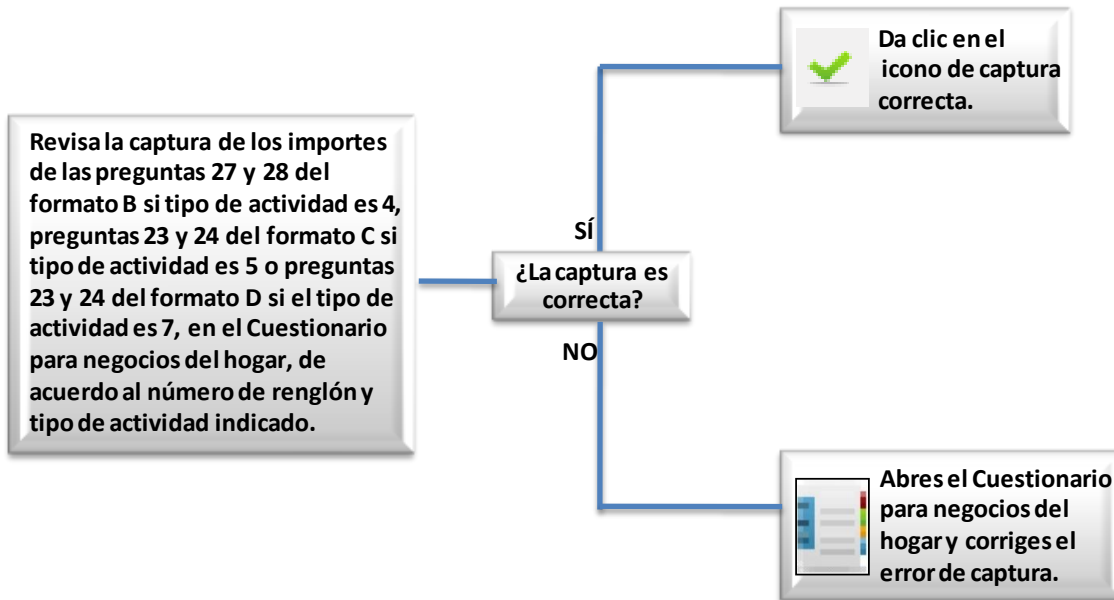 Revisa la captura de los importes
de las preguntas 27 y 28 del
formato B si tipo de actividad es 4,
preguntas 23 y 24 del formato C si
tipo de actividad es 5 o preguntas
23 y 24 del formato D si el tipo de
actividad es 7, en el Cuestionario
para negocios del hogar, de
acuerdo al número de renglón y
tipo de actividad indicado.
¿La captura es
correcta?
SÍ
Da clic en el
icono de captura
correcta.
NO
Abres el Cuestionario
para negocios del
hogar y corriges el
error de captura.